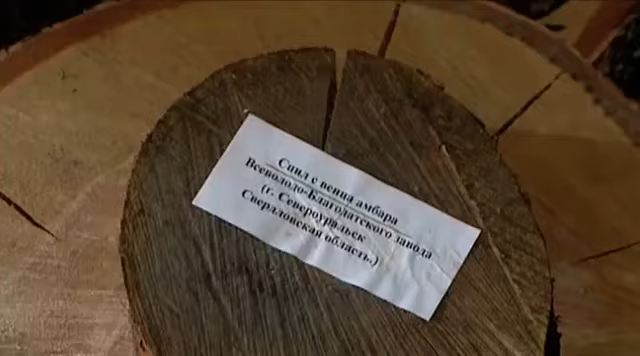 Спил с венца амбара
Всеволодо-Благодатского завода
(г. Североуральск
Свердловская область.)